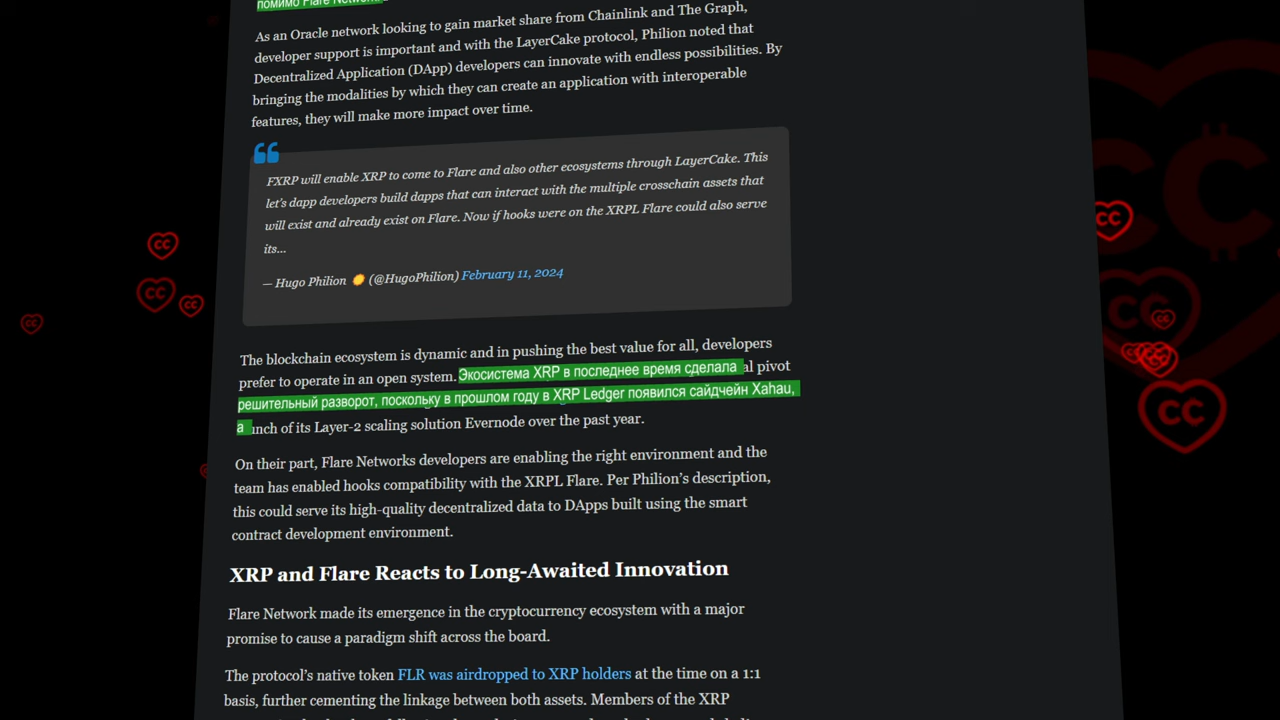 помимо Flare Network.
As an Oracle network looking to gain market share from Chainlink and The Graph,
developer support is important and with the LayerCake protocol, Philion noted that
Decentralized Application (DApp) developers can innovate with endless possibilities. By
bringing the modalities by which they can create an application with interoperable
features, they will make more impact over time.
FXRP will enable XRP to come to Flare and also other ecosystems through LayerCake. This
let's dapp developers build dapps that can interact with the multiple crosschain assets that
will exist and already exist on Flare. Now if hooks were on the XRPL Flare could also serve
its...
— Hugo Philion (@HugoPhilion) February 11, 2024
The blockchain ecosystem is dynamic and in pushing the best value for all, developers
prefer to operate in an open system. Экосистема XRP в последнее время сделала al pivot
решительный разворот, поскольку в прошлом году в XRP Ledger появился сайдчейн Xahau,
а unch of its Layer-2 scaling solution Evernode over the past year.
On their part, Flare Networks developers are enabling the right environment and the
team has enabled hooks compatibility with the XRPL Flare. Per Philion's description,
this could serve its high-quality decentralized data to DApps built using the smart
contract development environment.
XRP and Flare Reacts to Long-Awaited Innovation
Flare Network made its emergence in the cryptocurrency ecosystem with a major
promise to cause a paradigm shift across the board.
The protocol's native token FLR was airdropped to XRP holders at the time on a 1:1
basis, further cementing the linkage between both assets. Members of the XRP